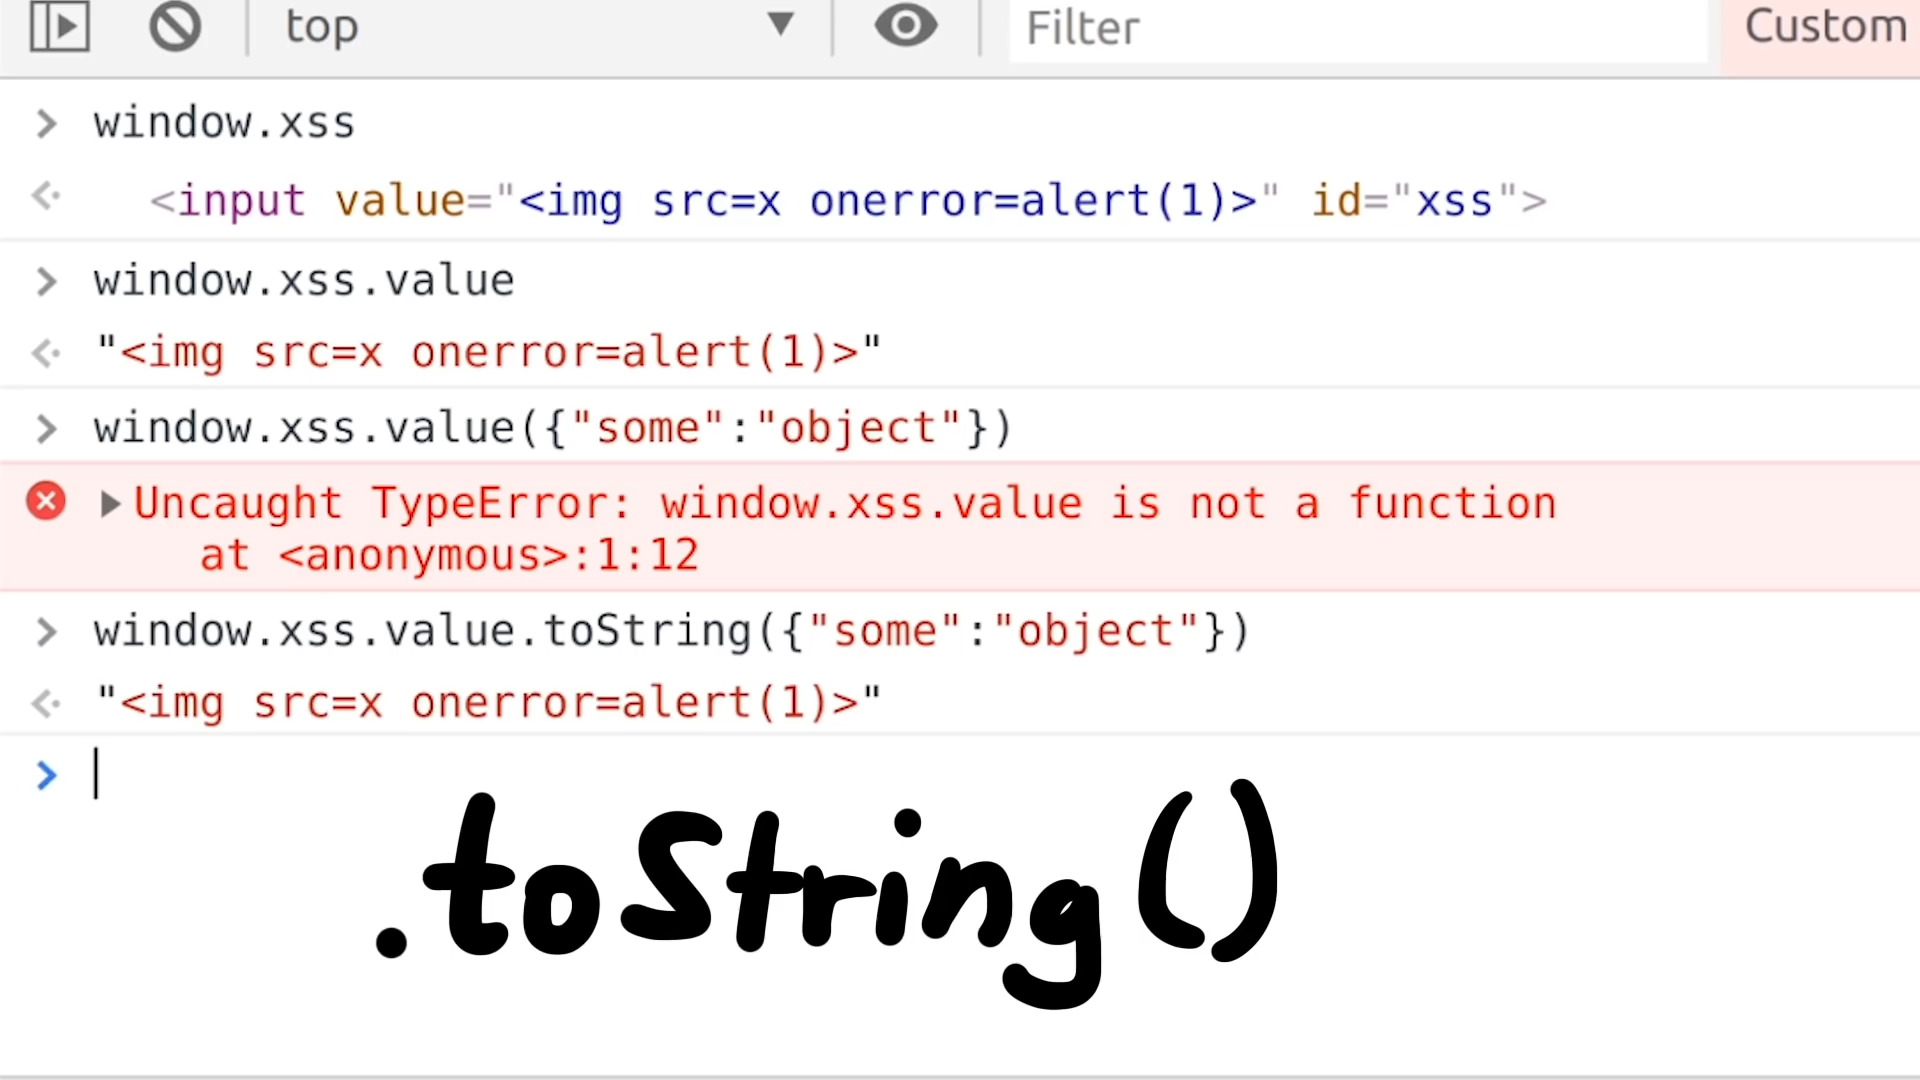 top Filter Custom
window.xss
<input value="<img src=x onerror=alert(1)>" id="xss">
window.xss.value
"<img src=x onerror=alert(1)>"
window.xss.value({"some":"object"})
Uncaught TypeError: window.xss.value is not a function
at <anonymous>:1:12
window.xss.value.toString({"some":"object"})
"<img src=x onerror=alert(1)>"
.toString()